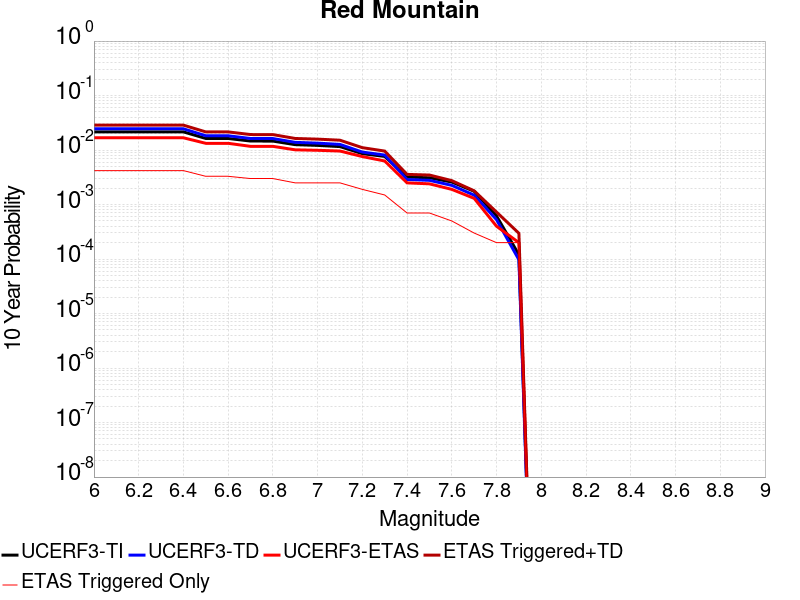 Red Mountain
10 Year Probability
10^0
10^-1
10^-2
10^-3
10^-4
10^-5
10^-6
10^-7
10^-8
6 6.2 6.4 6.6 6.8 7 7.2 7.4 7.6 7.8 8 8.2 8.4 8.6 8.8 9
Magnitude
UCERF3-TI UCERF3-TD UCERF3-ETAS ETAS Triggered+TD
ETAS Triggered Only